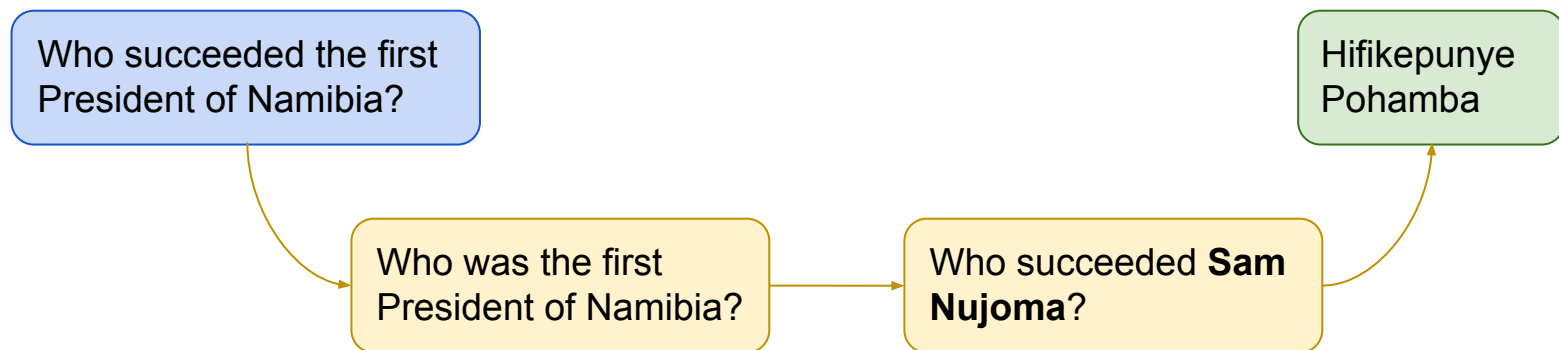 Who succeeded the first
President of Namibia?
Who was the first
President of Namibia?
Who succeeded Sam
Nujoma?
Hifikepunye
Pohamba